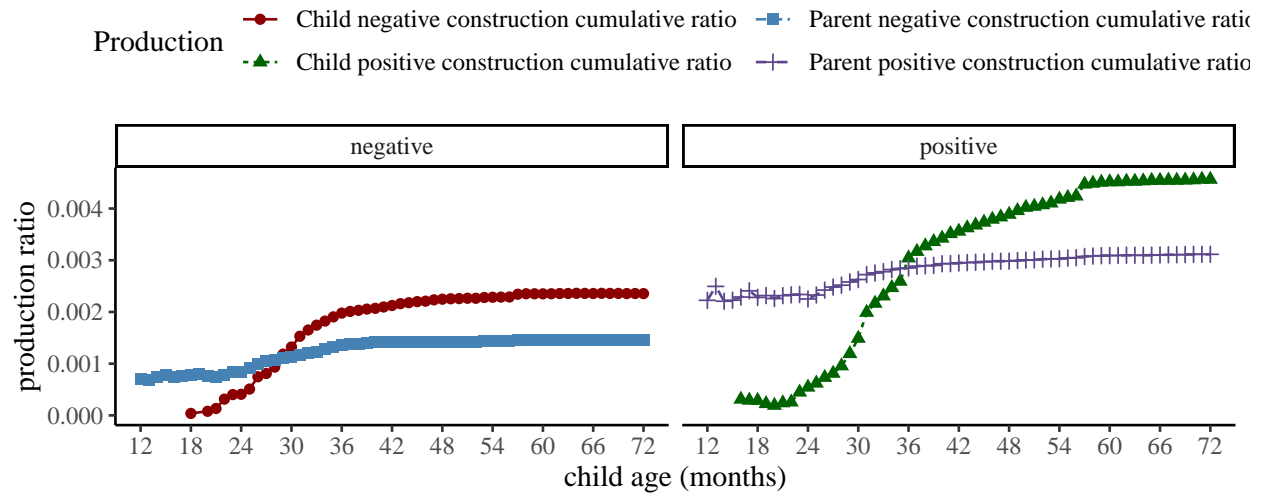 Production
Child negative construction cumulative ratio
Parent negative construction cumulative ratio
Child positive construction cumulative ratio
Parent positive construction cumulative ratio
negative
positive
production ratio
0.004
0.003
0.002
0.001
0.000
12 18 24 30 36 42 48 54 60 66 72
12 18 24 30 36 42 48 54 60 66 72
child age (months)